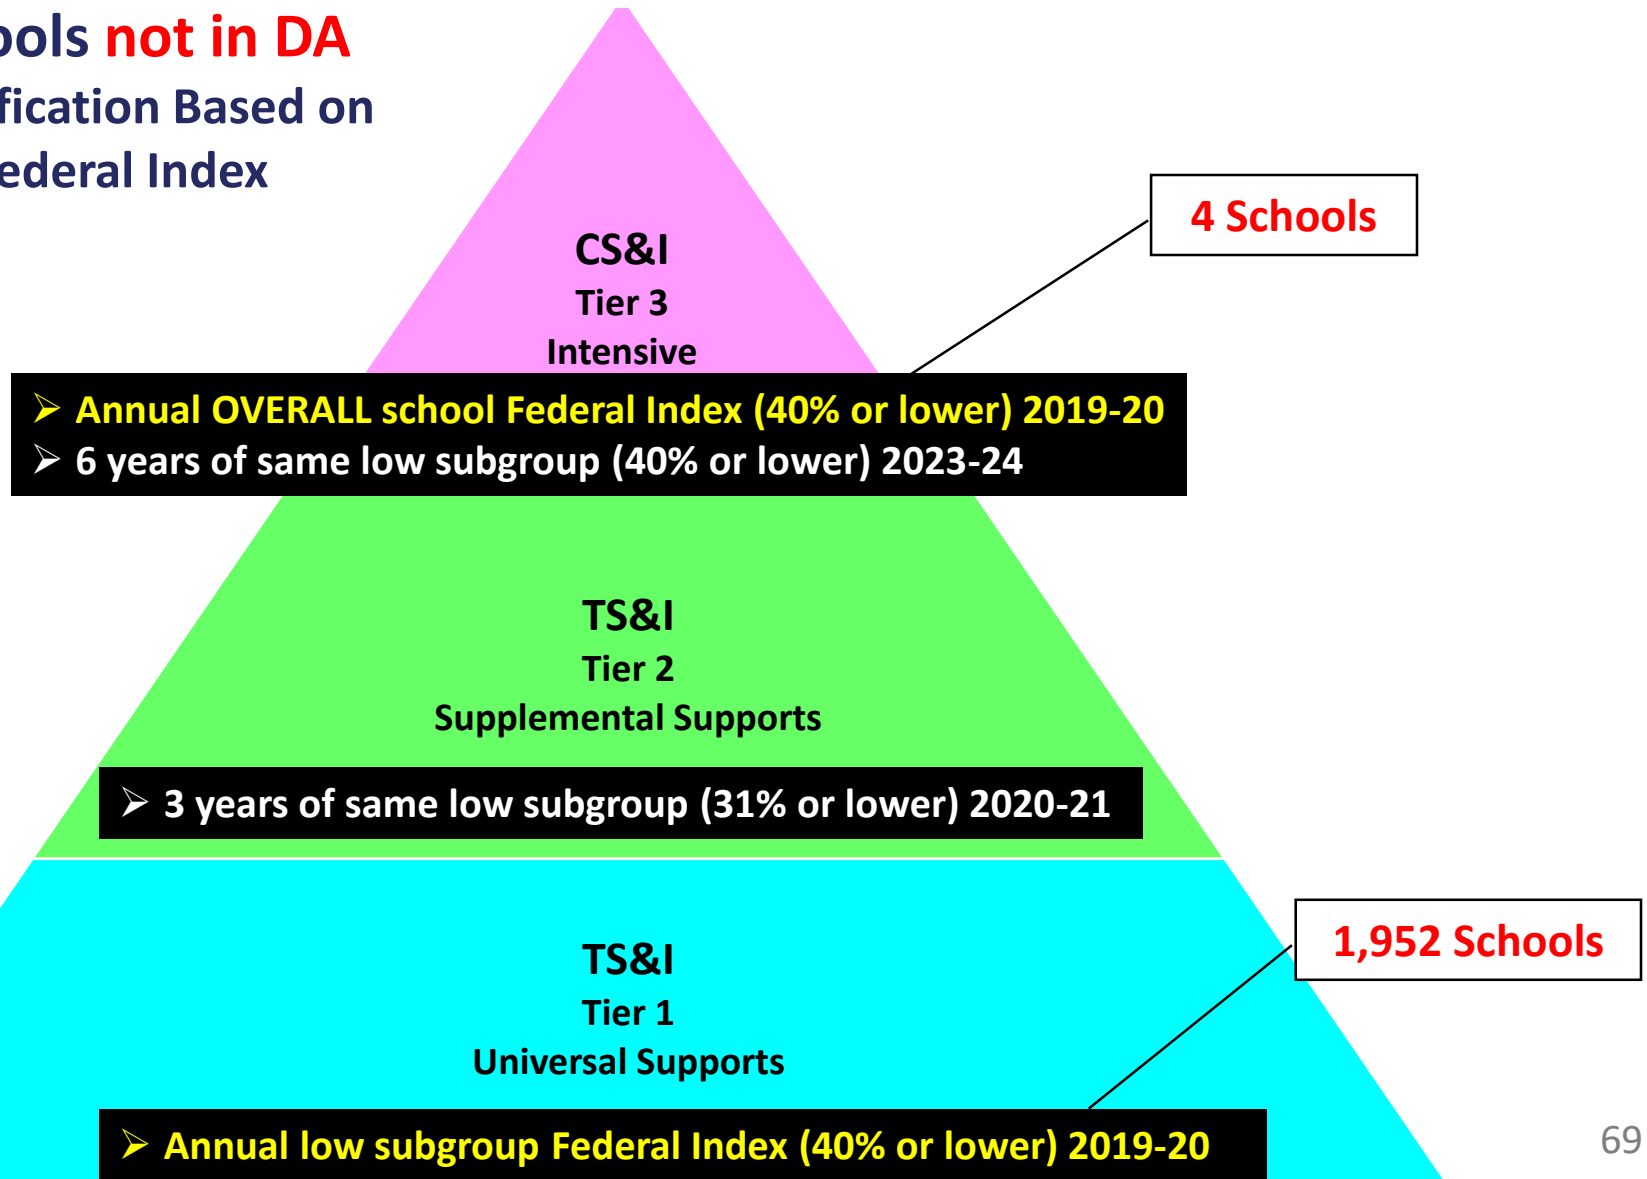 ools not in DA
fication Based on
ederal Index
4 Schools
CS&I
Tier 3
Intensive
➢ Annual OVERALL school Federal Index (40% or lower) 2019-20
➢ 6 years of same low subgroup (40% or lower) 2023-24
TS&I
Tier 2
Supplemental Supports
➢ 3 years of same low subgroup (31% or lower) 2020-21
1,952 Schools
TS&I
Tier 1
Universal Supports
➢ Annual low subgroup Federal Index (40% or lower) 2019-20
69